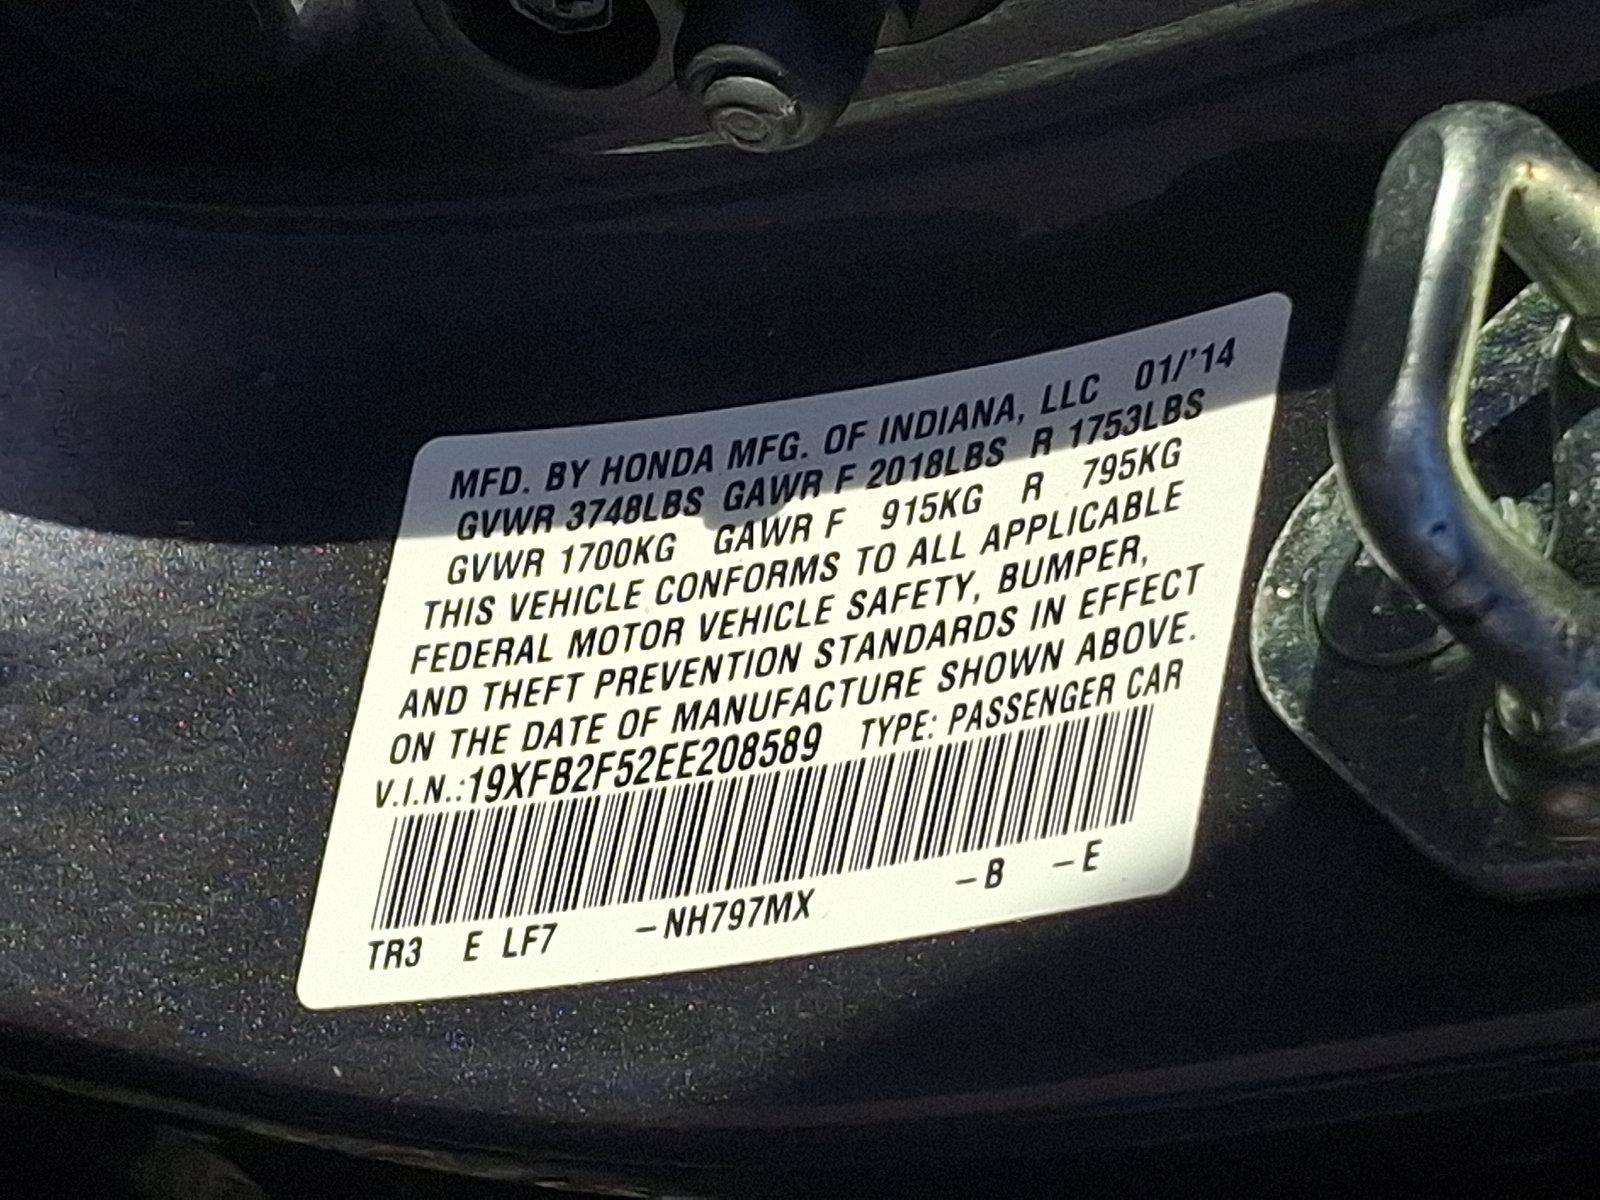 MFD. BY HONDA MFG. OF INDIANA, LLC 01/'14
GVWR 3748LBS GAWR F 2018LBS R 1753LBS
GVWR 1700KG GAWR F 915KG R 795KG
THIS VEHICLE CONFORMS TO ALL APPLICABLE
FEDERAL MOTOR VEHICLE SAFETY, BUMPER,
AND THEFT PREVENTION STANDARDS IN EFFECT
ON THE DATE OF MANUFACTURE SHOWN ABOVE.
V.I.N.:19XFB2F52EE208589 TYPE: PASSENGER CAR
TR3 E LF7 –NH797MX –B –E